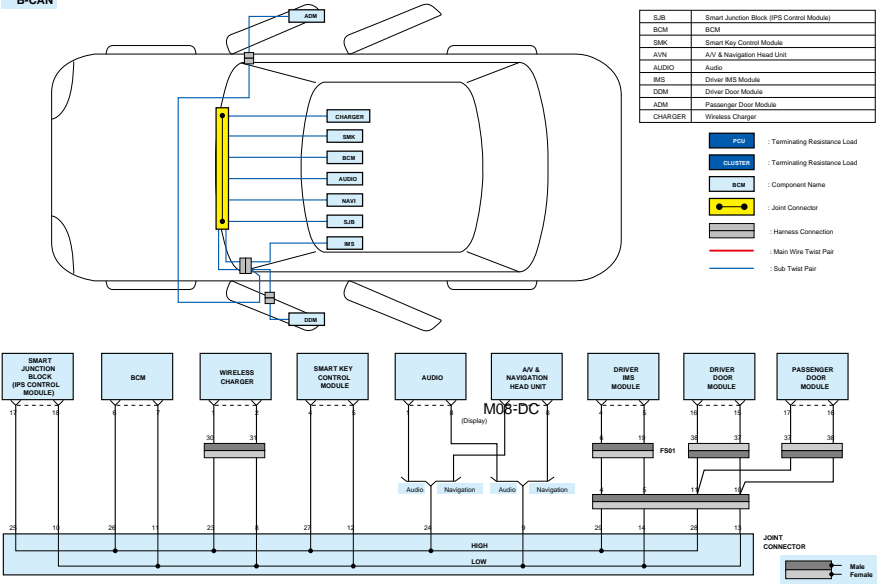 B-CAN
ADM
CHARGER
SMK
BCM
AUDIO
NAVI
SJB
IMS
DDM
SJB Smart Junction Block (IPS Control Module)
BCM BCM
SMK Smart Key Control Module
AVN A/V & Navigation Head Unit
AUDIO Audio
IMS Driver IMS Module
DDM Driver Door Module
ADM Passenger Door Module
CHARGER Wireless Charger
PCU : Terminating Resistance Load
CLUSTER : Terminating Resistance Load
BCM : Component Name
: Joint Connector
: Harness Connection
: Main Wire Twist Pair
: Sub Twist Pair
SMART
JUNCTION
BLOCK
(IPS CONTROL
MODULE)
BCM
WIRELESS
CHARGER
SMART KEY
CONTROL
MODULE
AUDIO
A/V &
NAVIGATION
HEAD UNIT
DRIVER
IMS
MODULE
DRIVER
DOOR
MODULE
PASSENGER
DOOR
MODULE
17 18 6 7 1 2 4 5 1 8 8 4 5 16 15 17 16
M08-DC
(Display)
30 31 6 19 38 37 37 38
FS01
Audio Navigation Audio Navigation
4 5 11 10
25 10 26 11 23 8 27 12 24 9 29 14 28 13
HIGH
LOW
JOINT
CONNECTOR
Male
Female